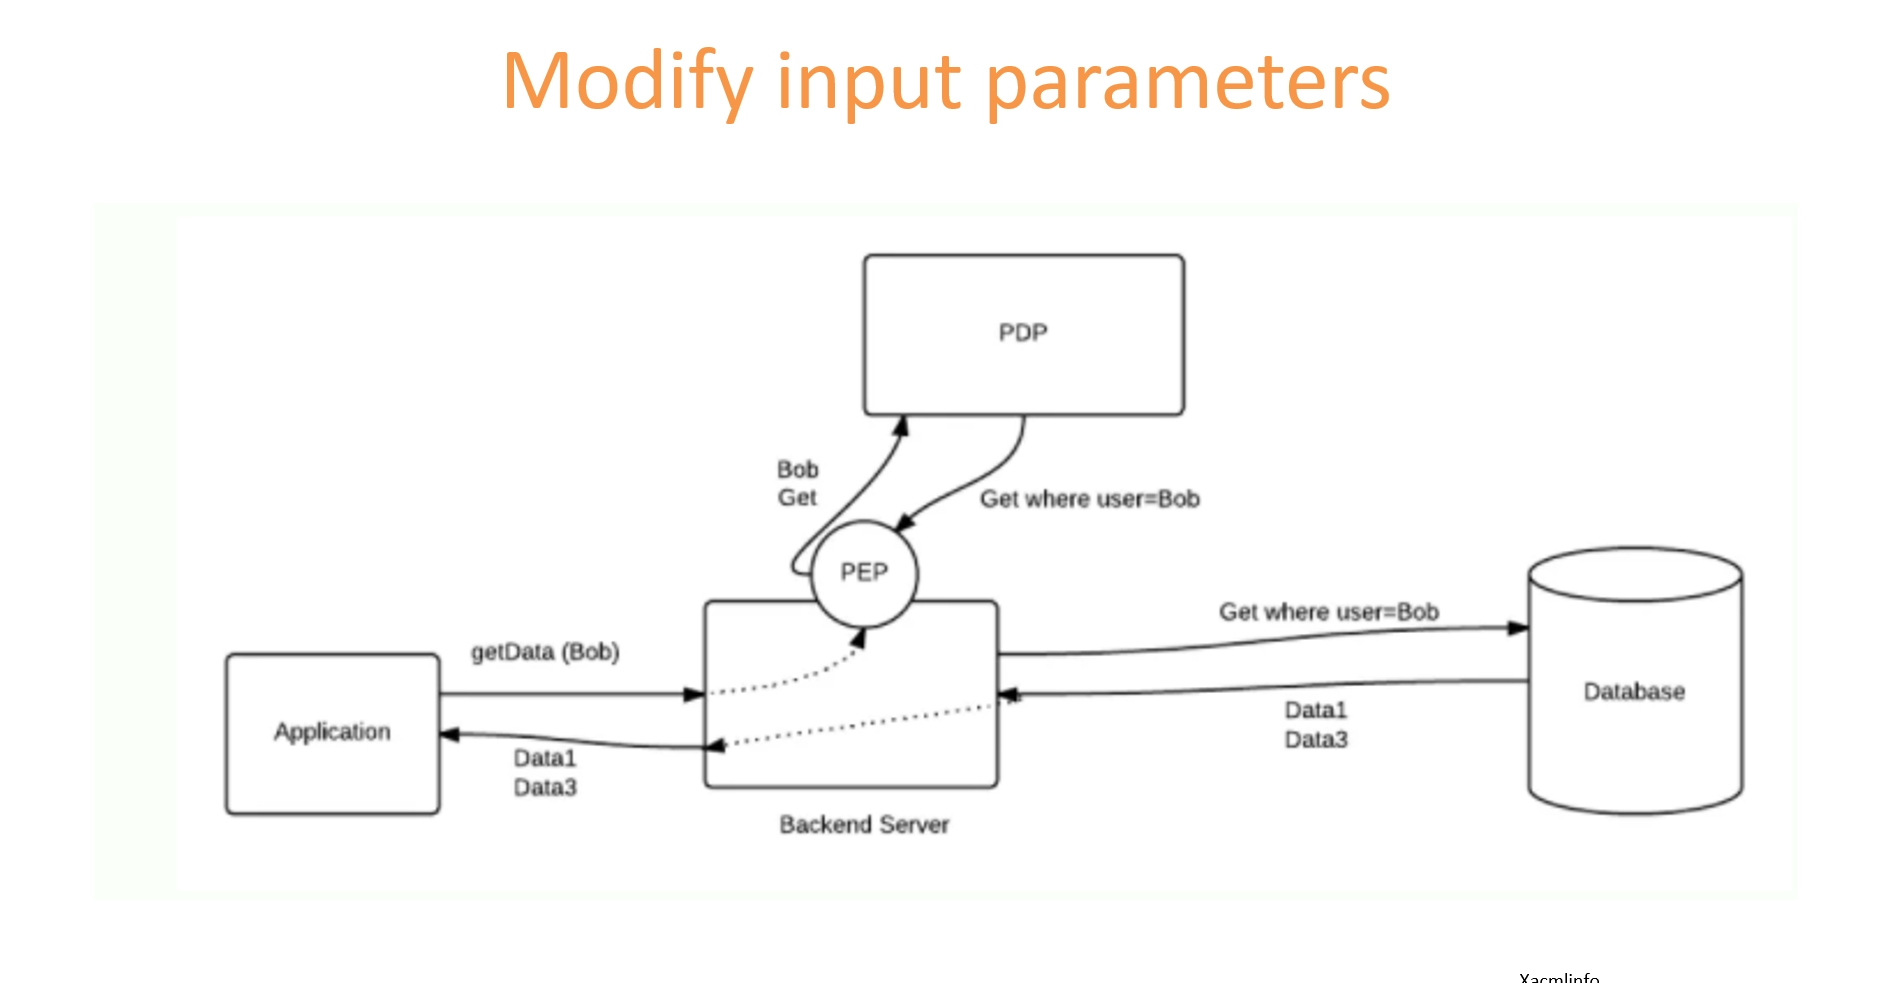 Modify input parameters
PDP
Bob
Get
Get where user=Bob
PEP
getData (Bob)
Get where user=Bob
Application
Database
Data1
Data3
Data1
Data3
Backend Server
Xacmlinfo